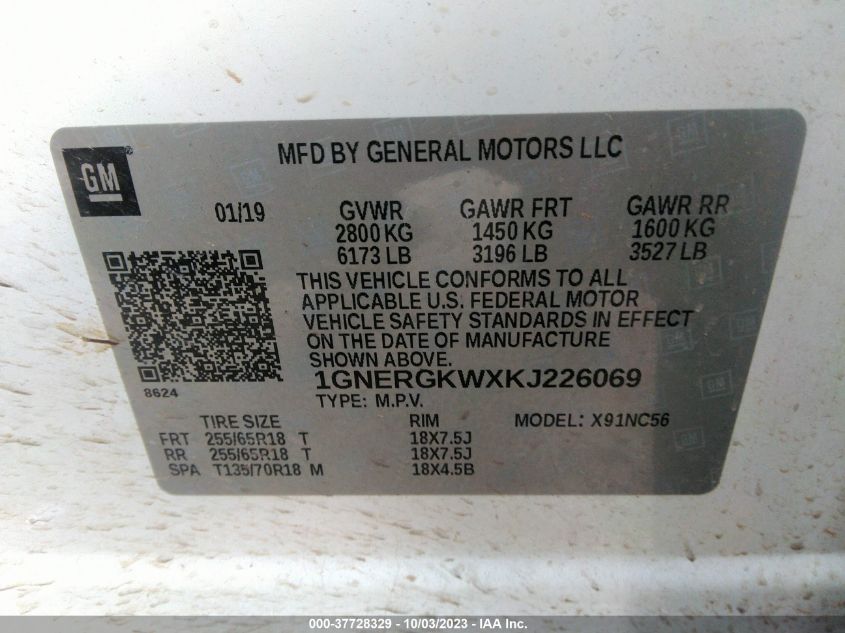 GM
MFD BY GENERAL MOTORS LLC
01/19 GVWR GAWR FRT GAWR RR
2800 KG 1450 KG 1600 KG
6173 LB 3196 LB 3527 LB
THIS VEHICLE CONFORMS TO ALL
APPLICABLE U.S. FEDERAL MOTOR
VEHICLE SAFETY STANDARDS IN EFFECT
ON THE DATE OF MANUFACTURE
SHOWN ABOVE.
8624 1GNERGKWXKJ226069
TYPE: M.P.V.
TIRE SIZE RIM MODEL: X91NC56
FRT 255/65R18 T 18X7.5J
RR 255/65R18 T 18X7.5J
SPA T135/70R18 M 18X4.5B
000-37728329 - 10/03/2023 - IAA Inc.